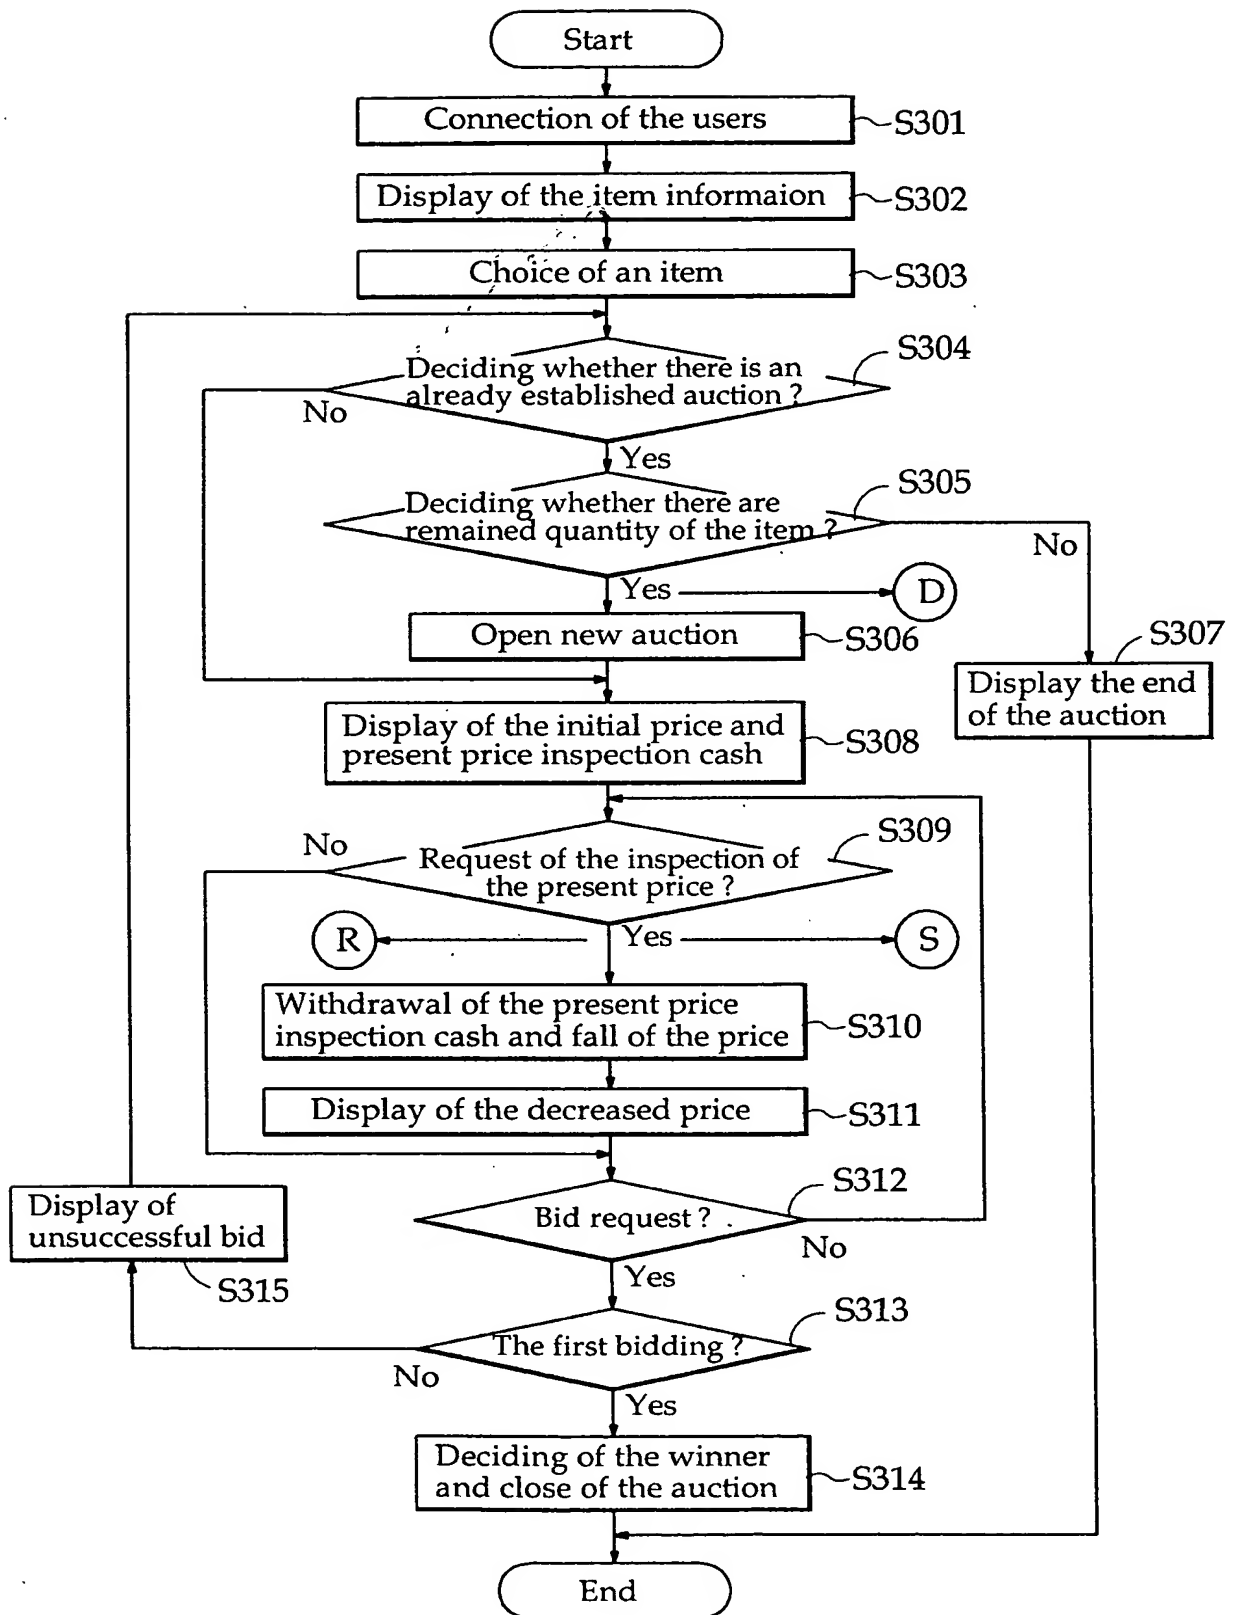 Start
Connection of the users
S301
Display of the item informaion
S302
Choice of an item
S303
S304
Deciding whether there is an
already established auction ?
No
Yes
S305
Deciding whether there are
remained quantity of the item ?
No
Yes
D
Open new auction
S306
S307
Display the end
of the auction
Display of the initial price and
present price inspection cash
S308
S309
No
Request of the inspection of
the present price ?
R
Yes
S
Withdrawal of the present price
inspection cash and fall of the price
S310
Display of the decreased price
S311
S312
Display of
unsuccessful bid
Bid request ?
No
S315
Yes
S313
The first bidding ?
No
Yes
Deciding of the winner
and close of the auction
S314
End